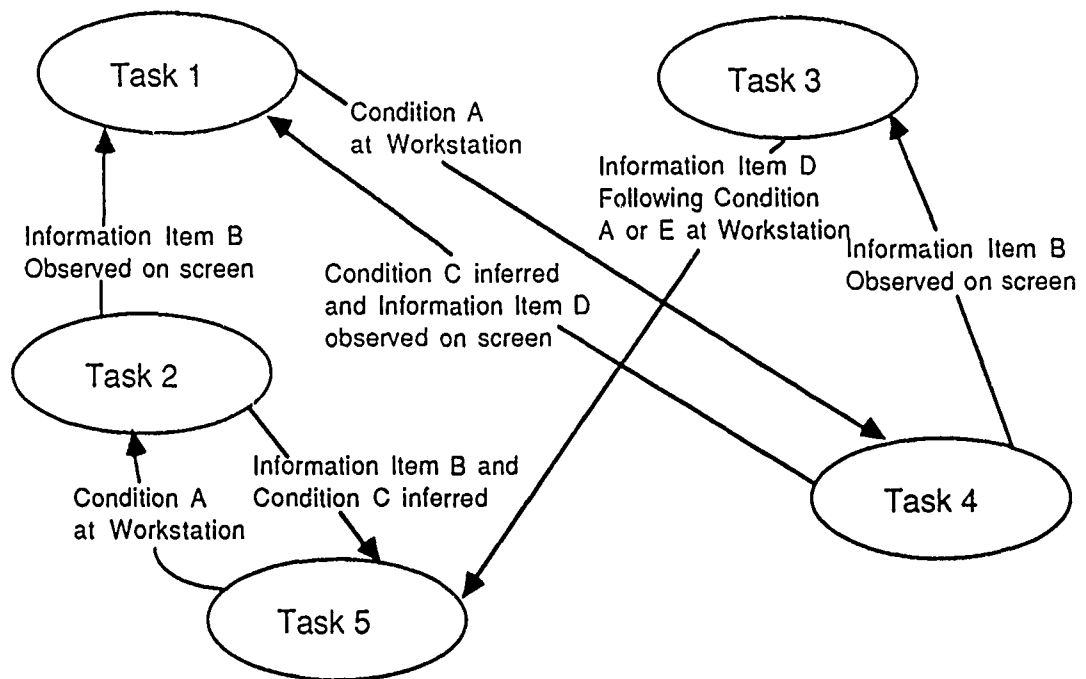 Task 1
Task 3
Condition A
at Workstation
Information Item D
Following Condition
A or E at Workstation
Information Item B
Observed on screen
Information Item B
Observed on screen
Condition C inferred
and Information Item D
observed on screen
Task 2
Information Item B and
Condition C inferred
Condition A
at Workstation
Task 4
Task 5